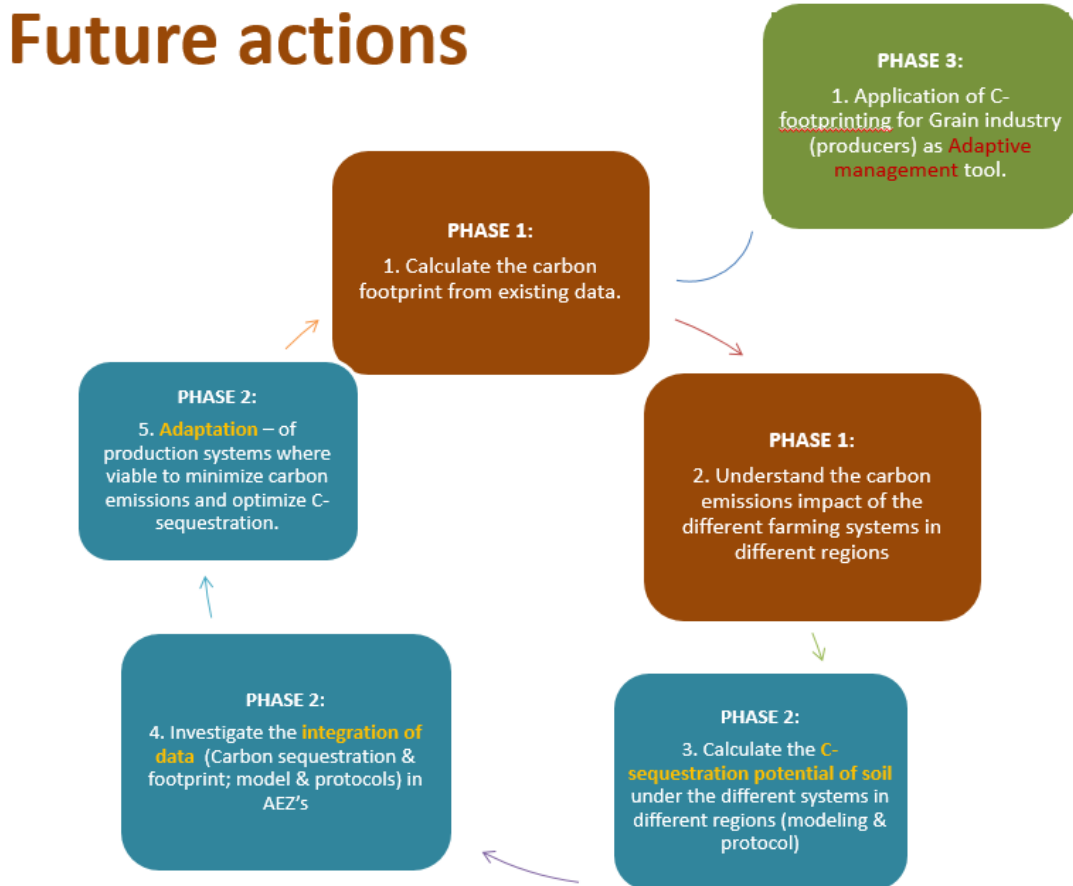 Future actions
PHASE 3:
1. Application of C-
footprinting for Grain industry
(producers) as Adaptive
management tool.
PHASE 1:
1. Calculate the carbon
footprint from existing data.
PHASE 1:
2. Understand the carbon
emissions impact of the
different farming systems in
different regions
PHASE 2:
3. Calculate the C-
sequestration potential of soil
under the different systems in
different regions (modeling &
protocol)
PHASE 2:
4. Investigate the integration of
data (Carbon sequestration &
footprint; model & protocols) in
AEZ’s
PHASE 2:
5. Adaptation – of
production systems where
viable to minimize carbon
emissions and optimize C-
sequestration.